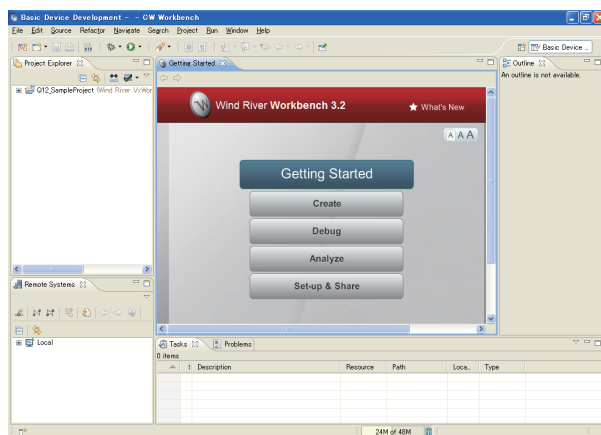 Basic Device Development - - CW Workbench
File Edit Source Refactor Navigate Search Project Run Window Help
Basic Device ...
Project Explorer
Getting Started
Outline
An outline is not available.
Q12_SampleProject (Wind River VxWor
Wind River Workbench 3.2
What's New
A A A
Getting Started
Create
Debug
Analyze
Set-up & Share
Remote Systems
Local
Tasks
Problems
0 items
! Description Resource Path Loca.. Type
24M of 48M